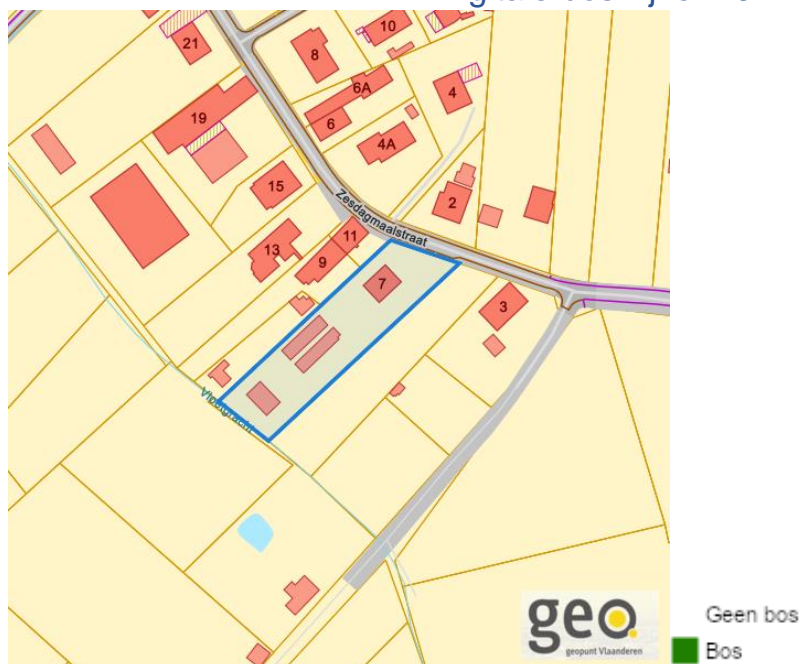 21
10
8
6A
4
19
6
4A
15
2
Zesdagmaalstraat
11
13
9
7
3
geo
geopunt Vlaanderen
Geen bos
Bos